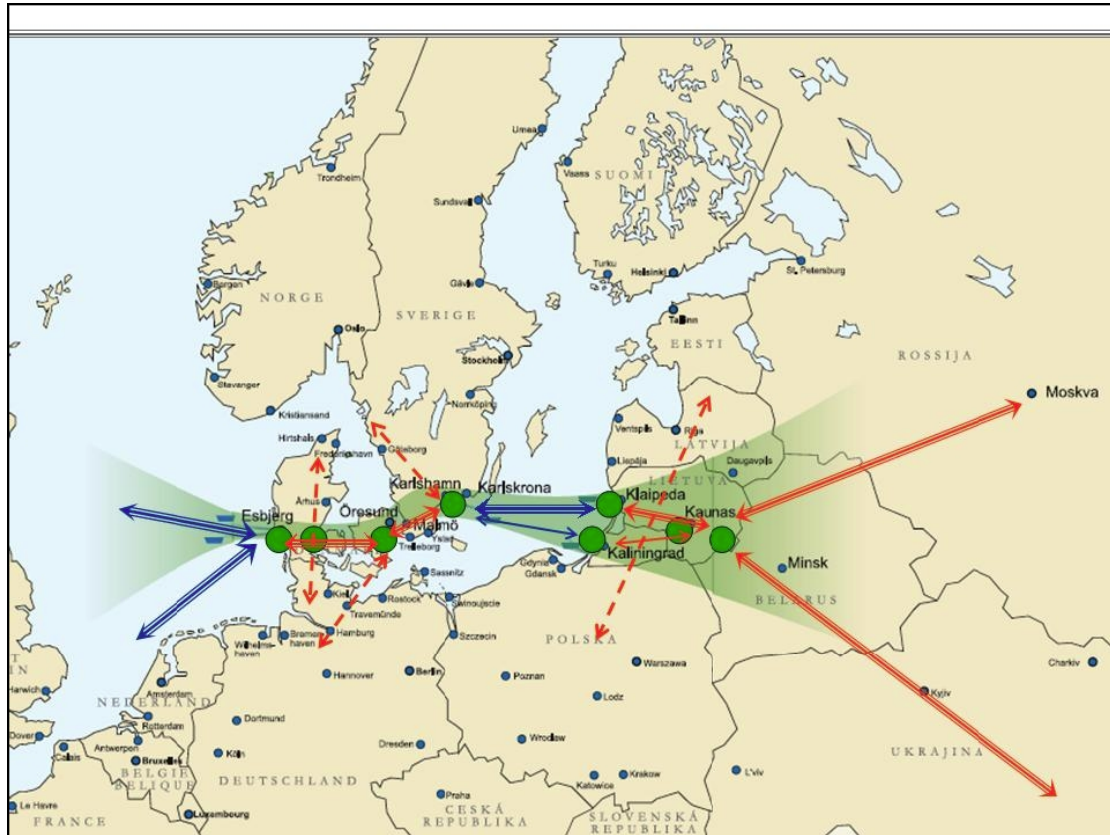 Umeå
Vaasa
SUOMI
Trondheim
Sundsvall
Turku
Helsinki
St. Petersburg
Bergen
Gävle
NORGE
SVERIGE
Oslo
Tallinn
EESTI
Stockholm
ROSSIJA
Stavanger
Norrköping
Moskva
Kristiansand
Hirtshals
Frederikshavn
Göteborg
Ventspils
Riga
LATVIJA
Liepāja
Daugavpils
LIETUVA
Karlshamn
Karlskrona
Klaipeda
Århus
Esbjerg
Öresund
Malmö
Ystad
Trelleborg
Kaunas
Kaliningrad
Gdynia
Gdansk
Minsk
BELARUS
Sassnitz
Kiel
Rostock
Travemünde
Swinoujscie
Hamburg
Bremerhaven
Wilhelmshaven
Szczecin
POLSKA
Warszawa
Charkiv
Harwich
NEDERLAND
Amsterdam
Hannover
Berlin
Poznan
Lodz
Kyjiv
Rotterdam
Dortmund
Dover
Antwerpen
Calais
Bruxelles
BELGIE
BELGIQUE
Köln
Dresden
Wroclaw
UKRAJINA
DEUTSCHLAND
Katowice
Krakow
L'viv
Praha
Le Havre
FRANCE
Luxembourg
ČESKÁ
REPUBLIKA
SLOVENSKÁ
REPUBLIKA